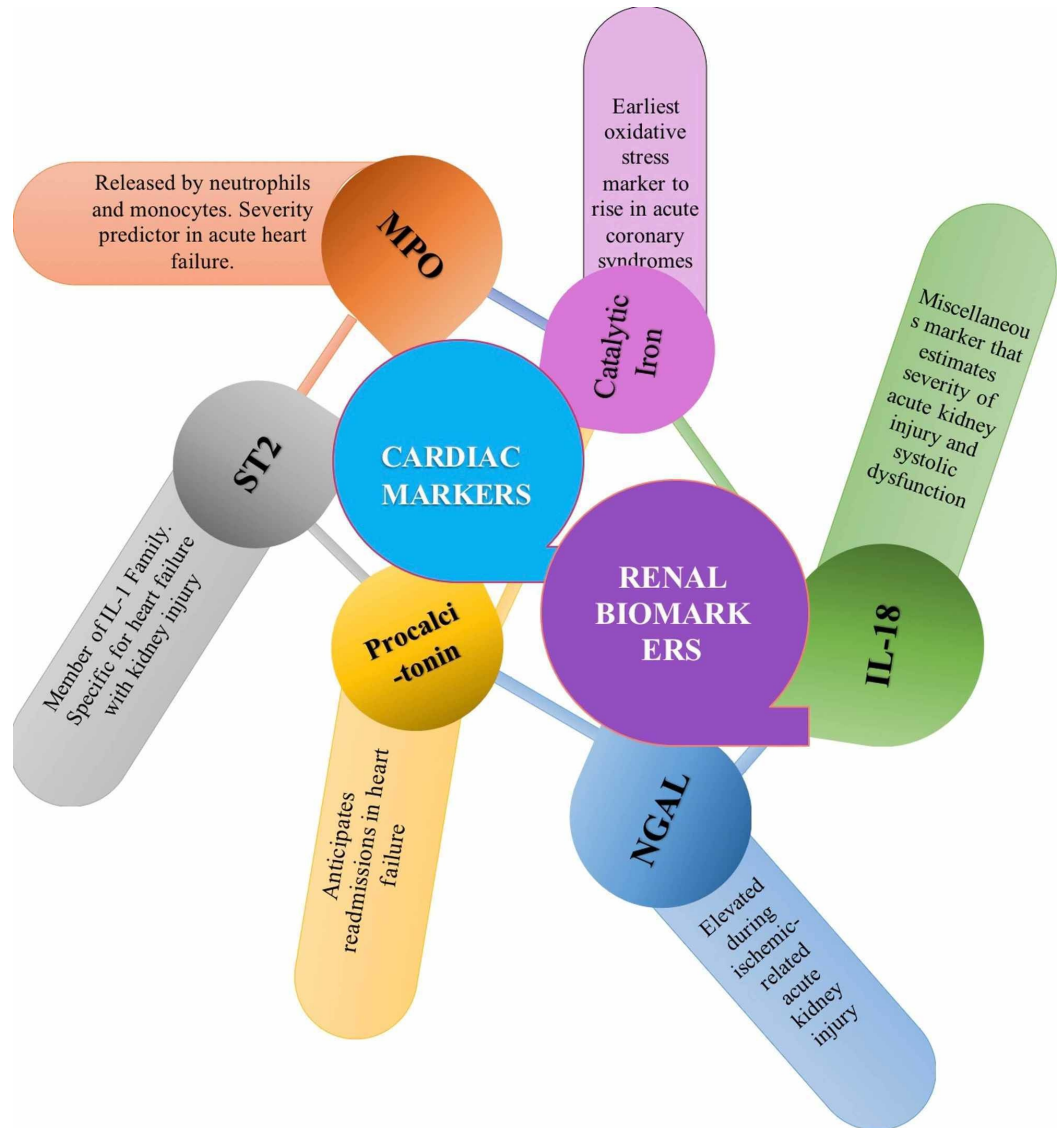 Earliest
oxidative
stress
marker to
rise in acute
coronary
syndromes
Catalytic
Iron
Released by neutrophils
and monocytes. Severity
predictor in acute heart
failure.
MPO
Miscellaneou
s marker that
estimates
severity of
acute kidney
injury and
systolic
dysfunction
IL-18
CARDIAC
MARKERS
RENAL
BIOMARK
ERS
ST2
Member of IL-1 Family.
Specific for heart failure
with kidney injury
Procalci
-tonin
Anticipates
readmissions in heart
failure
NGAL
Elevated
during
ischemic-
related
acute
kidney
injury